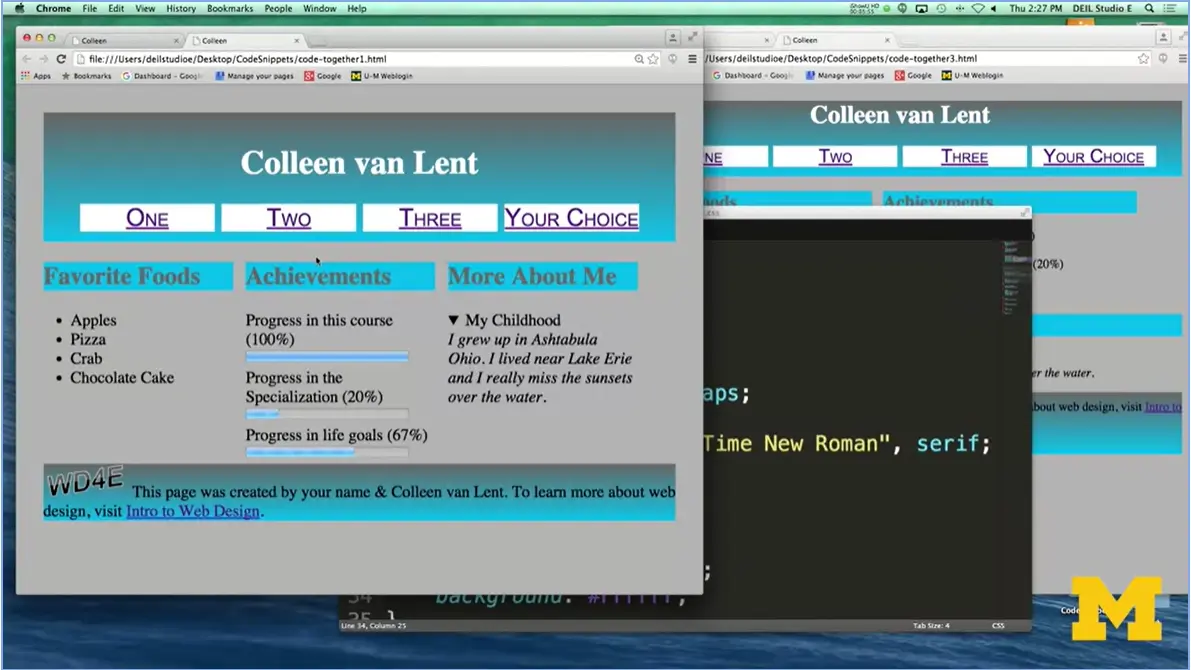 Chrome File Edit View History Bookmarks People Window Help
Thu 2:27 PM DEIL Studio E
Colleen
Colleen
file:///Users/deilstudioe/Desktop/CodeSnippets/code-together1.html
Apps Bookmarks Dashboard - Googl Manage your pages Google U-M Weblogin
Colleen van Lent
One Two Three Your Choice
Favorite Foods
Apples
Pizza
Crab
Chocolate Cake
Achievements
Progress in this course
(100%)
Progress in the
Specialization (20%)
Progress in life goals (67%)
More About Me
▼ My Childhood
I grew up in Ashtabula
Ohio. I lived near Lake Erie
and I really miss the sunsets
over the water.
WD4E This page was created by your name & Colleen van Lent. To learn more about web
design, visit Intro to Web Design.
Colleen
/Users/deilstudioe/Desktop/CodeSnippets/code-together3.html
Dashboard - Googl Manage your pages Google U-M Weblogin
Colleen van Lent
NE Two Three Your Choice
Achievements
(20%)
er the water.
bout web design, visit Intro to
aps;
Time New Roman", serif;
;
34 background: #ffffff;
35 }
Line 34, Column 25 Tab Size: 4 CSS
M